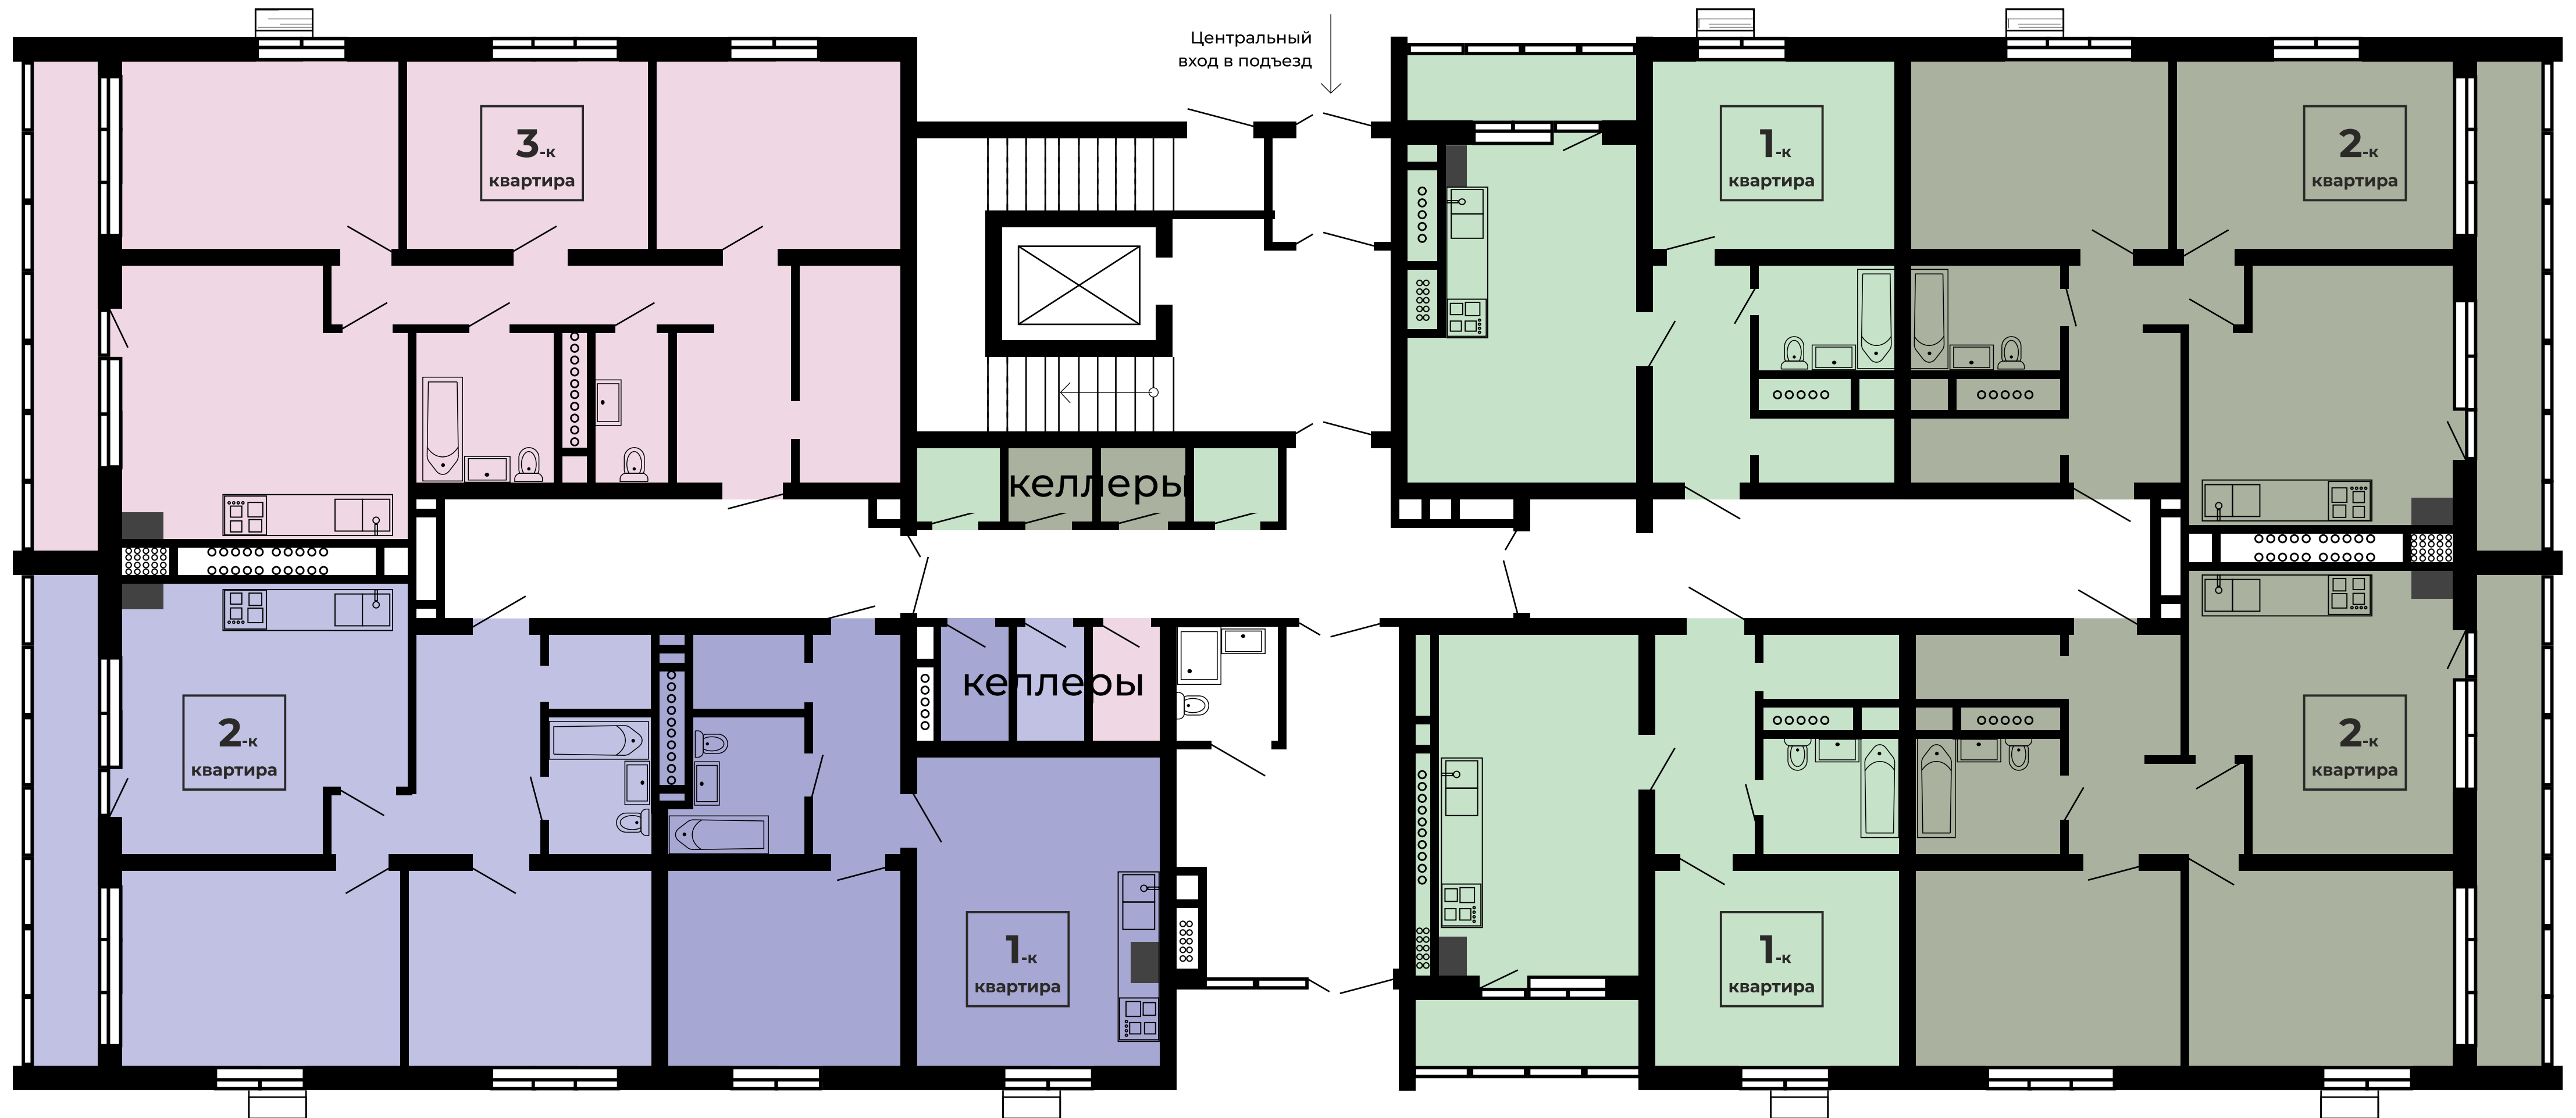 Центральный
вход в подъезд
3-к
квартира
1-к
квартира
2-к
квартира
келлеры
келлеры
2-к
квартира
2-к
квартира
1-к
квартира
1-к
квартира